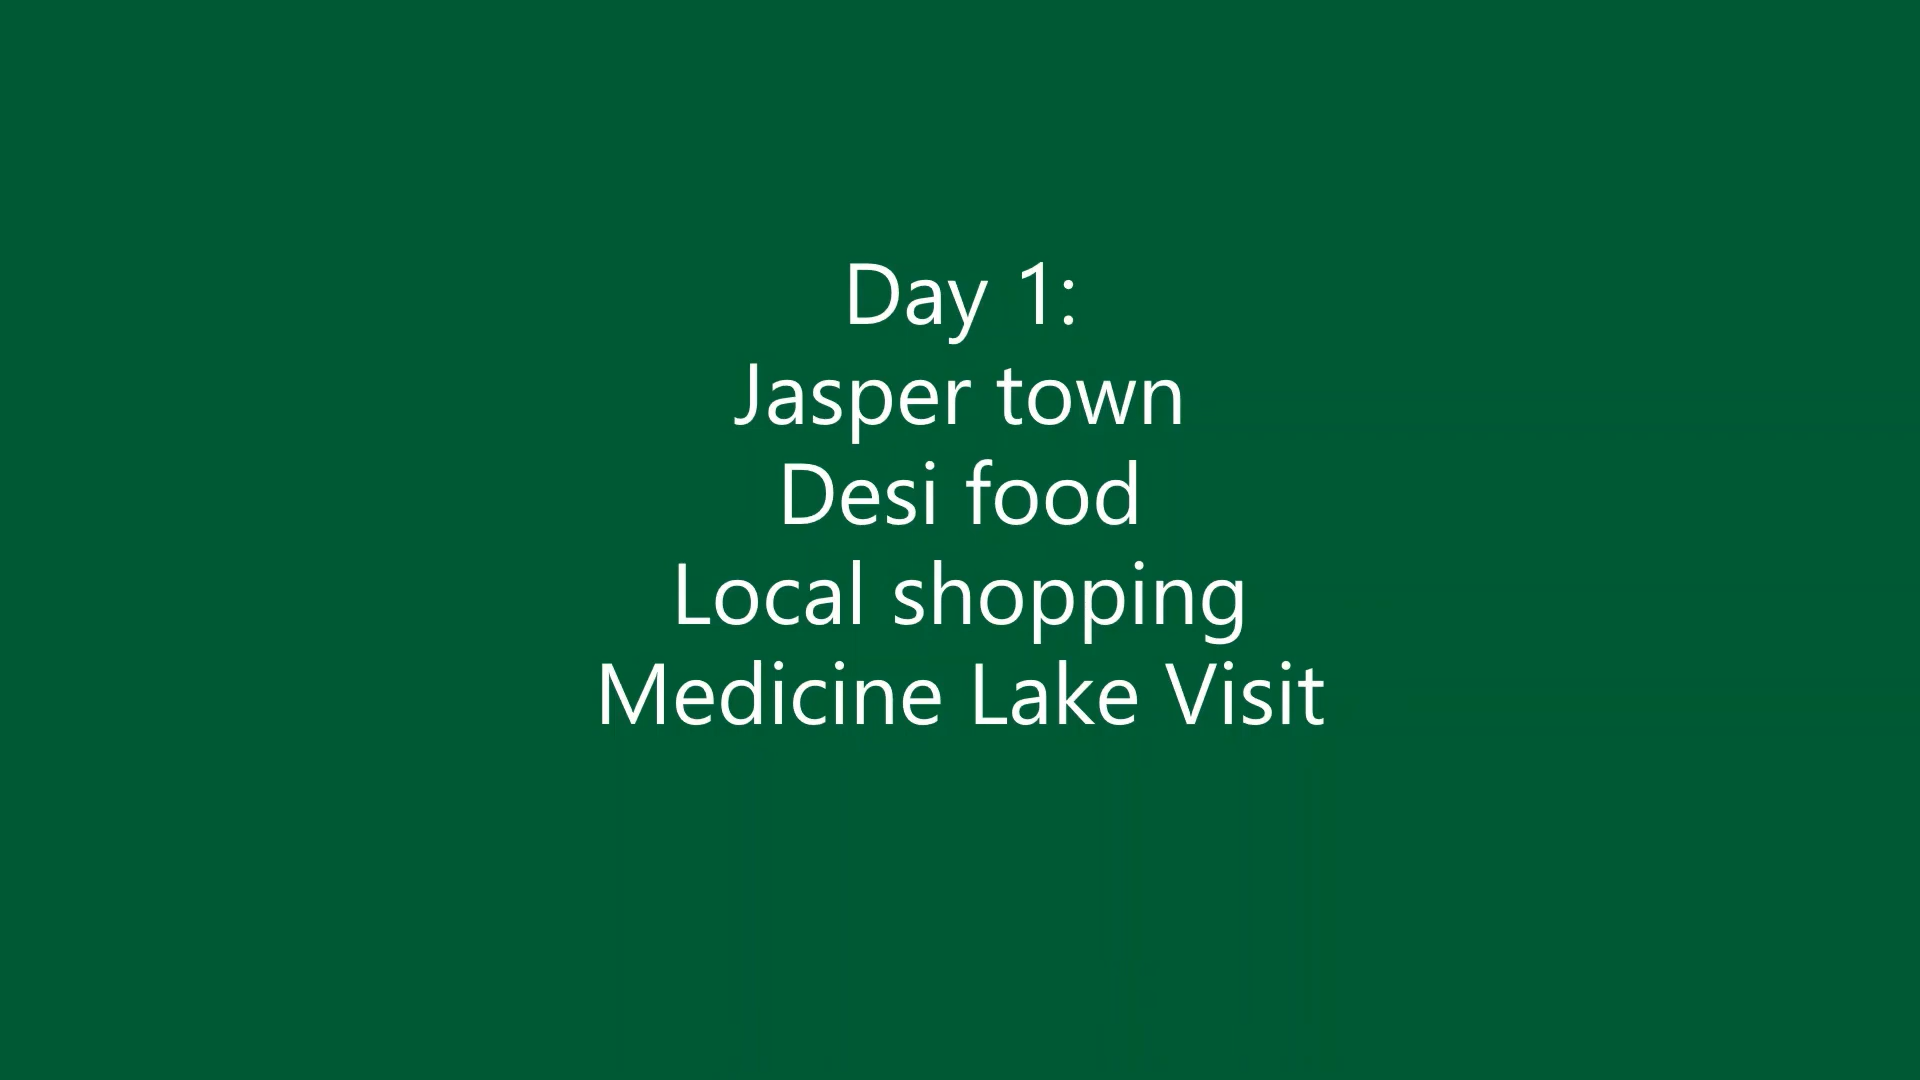 Day 1:
Jasper town
Desi food
Local shopping
Medicine Lake Visit